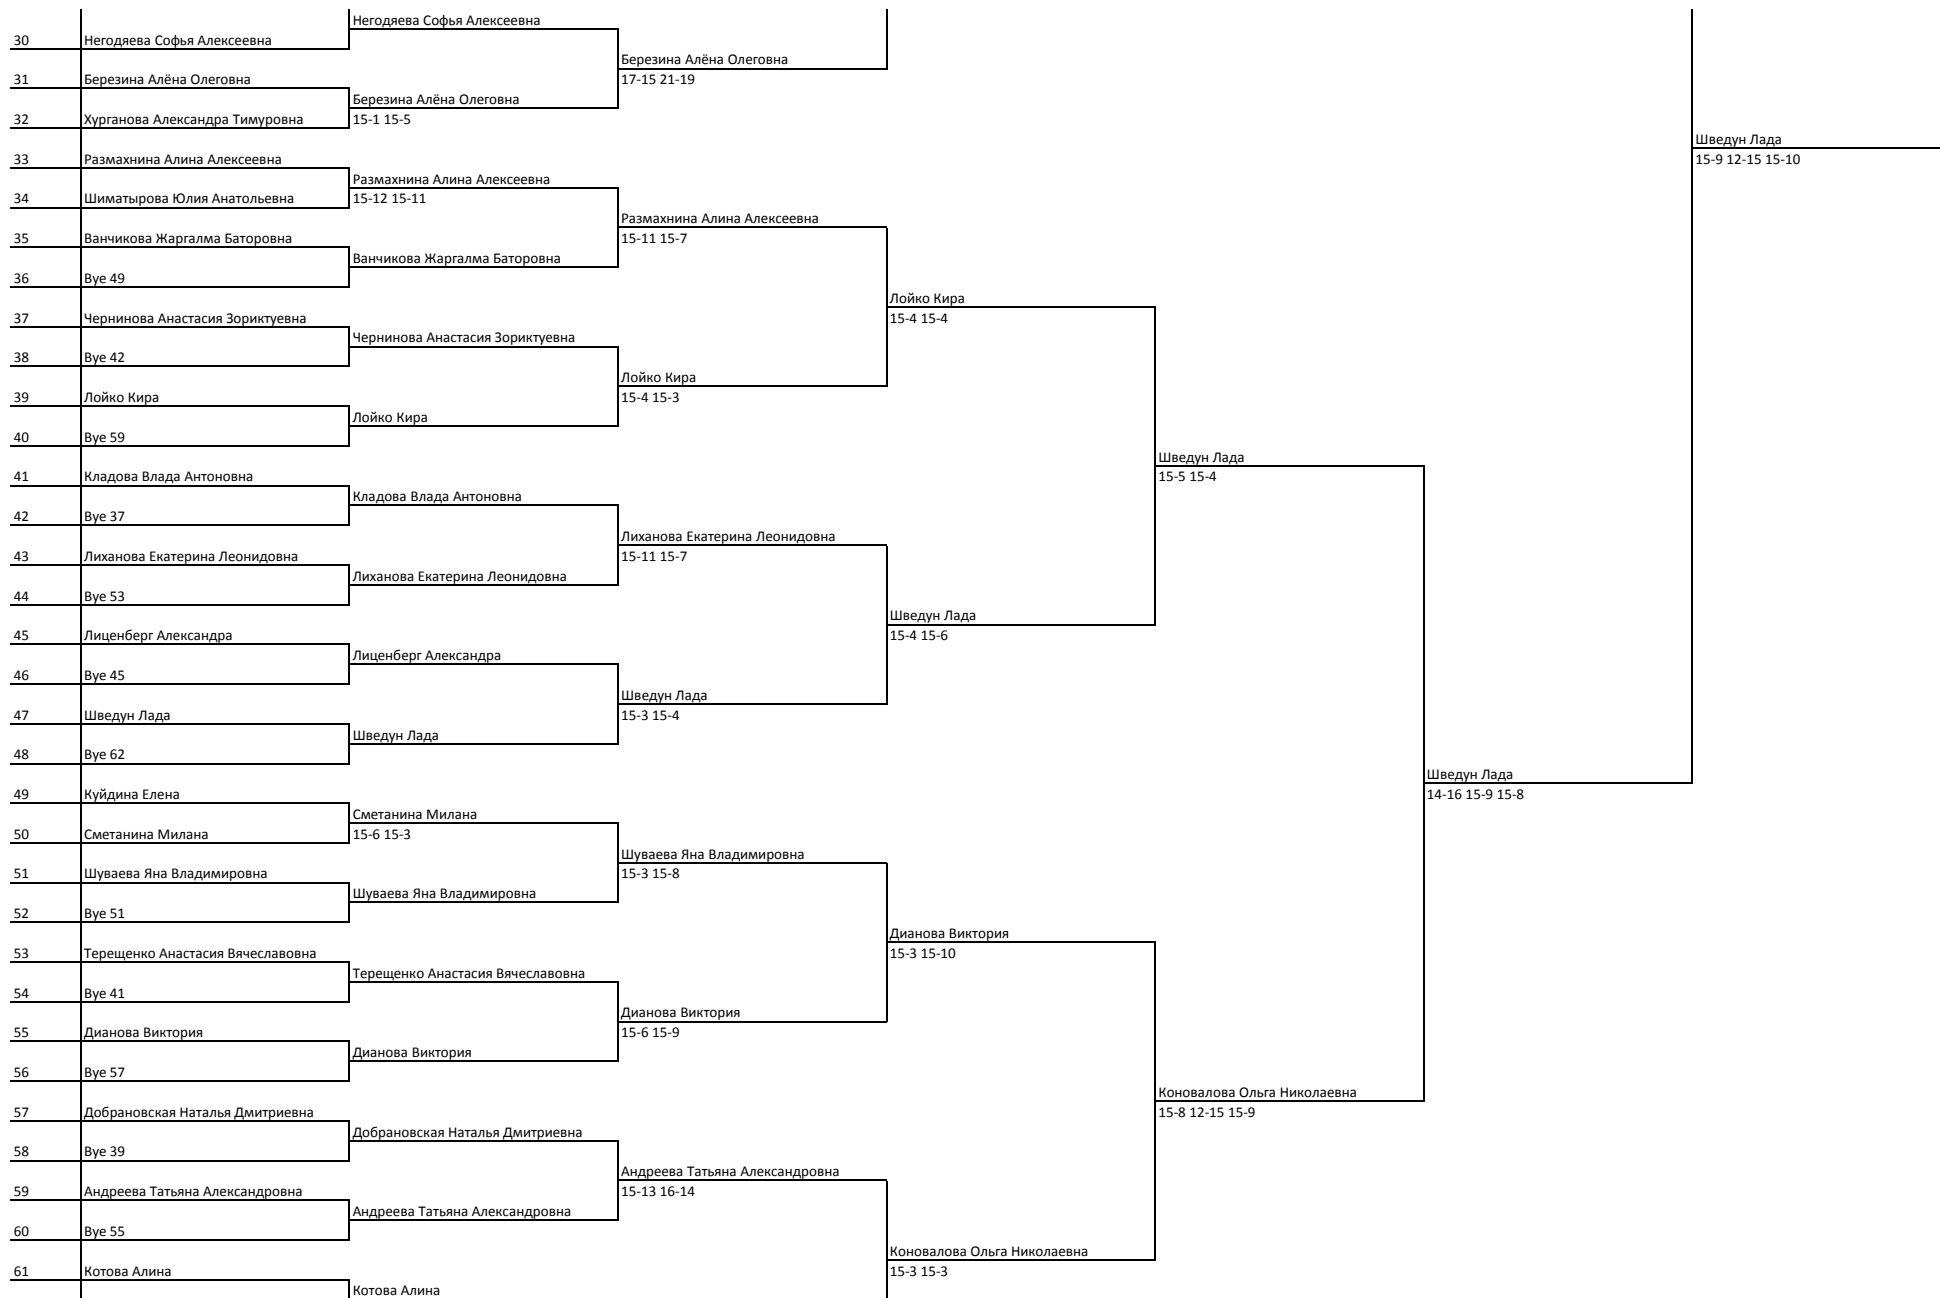 Негодяева Софья Алексеевна
30 Негодяева Софья Алексеевна
Березина Алёна Олеговна
31 Березина Алёна Олеговна 17-15 21-19
Березина Алёна Олеговна
32 Хурганова Александра Тимуровна 15-1 15-5
Шведун Лада
33 Размахнина Алина Алексеевна 15-9 12-15 15-10
Размахнина Алина Алексеевна
34 Шиматырова Юлия Анатольевна 15-12 15-11
Размахнина Алина Алексеевна
35 Ванчикова Жаргалма Баторовна 15-11 15-7
Ванчикова Жаргалма Баторовна
36 Bye 49
Лойко Кира
37 Чернинова Анастасия Зориктуевна 15-4 15-4
Чернинова Анастасия Зориктуевна
38 Bye 42
Лойко Кира
39 Лойко Кира 15-4 15-3
Лойко Кира
40 Bye 59
Шведун Лада
41 Кладова Влада Антоновна 15-5 15-4
Кладова Влада Антоновна
42 Bye 37
Лиханова Екатерина Леонидовна
43 Лиханова Екатерина Леонидовна 15-11 15-7
Лиханова Екатерина Леонидовна
44 Bye 53
Шведун Лада
45 Лиценберг Александра 15-4 15-6
Лиценберг Александра
46 Bye 45
Шведун Лада
47 Шведун Лада 15-3 15-4
Шведун Лада
48 Bye 62
Шведун Лада
49 Куйдина Елена 14-16 15-9 15-8
Сметанина Милана
50 Сметанина Милана 15-6 15-3
Шуваева Яна Владимировна
51 Шуваева Яна Владимировна 15-3 15-8
Шуваева Яна Владимировна
52 Bye 51
Дианова Виктория
53 Терещенко Анастасия Вячеславовна 15-3 15-10
Терещенко Анастасия Вячеславовна
54 Bye 41
Дианова Виктория
55 Дианова Виктория 15-6 15-9
Дианова Виктория
56 Bye 57
Коновалова Ольга Николаевна
57 Добрановская Наталья Дмитриевна 15-8 12-15 15-9
Добрановская Наталья Дмитриевна
58 Bye 39
Андреева Татьяна Александровна
59 Андреева Татьяна Александровна 15-13 16-14
Андреева Татьяна Александровна
60 Bye 55
Коновалова Ольга Николаевна
61 Котова Алина 15-3 15-3
Котова Алина